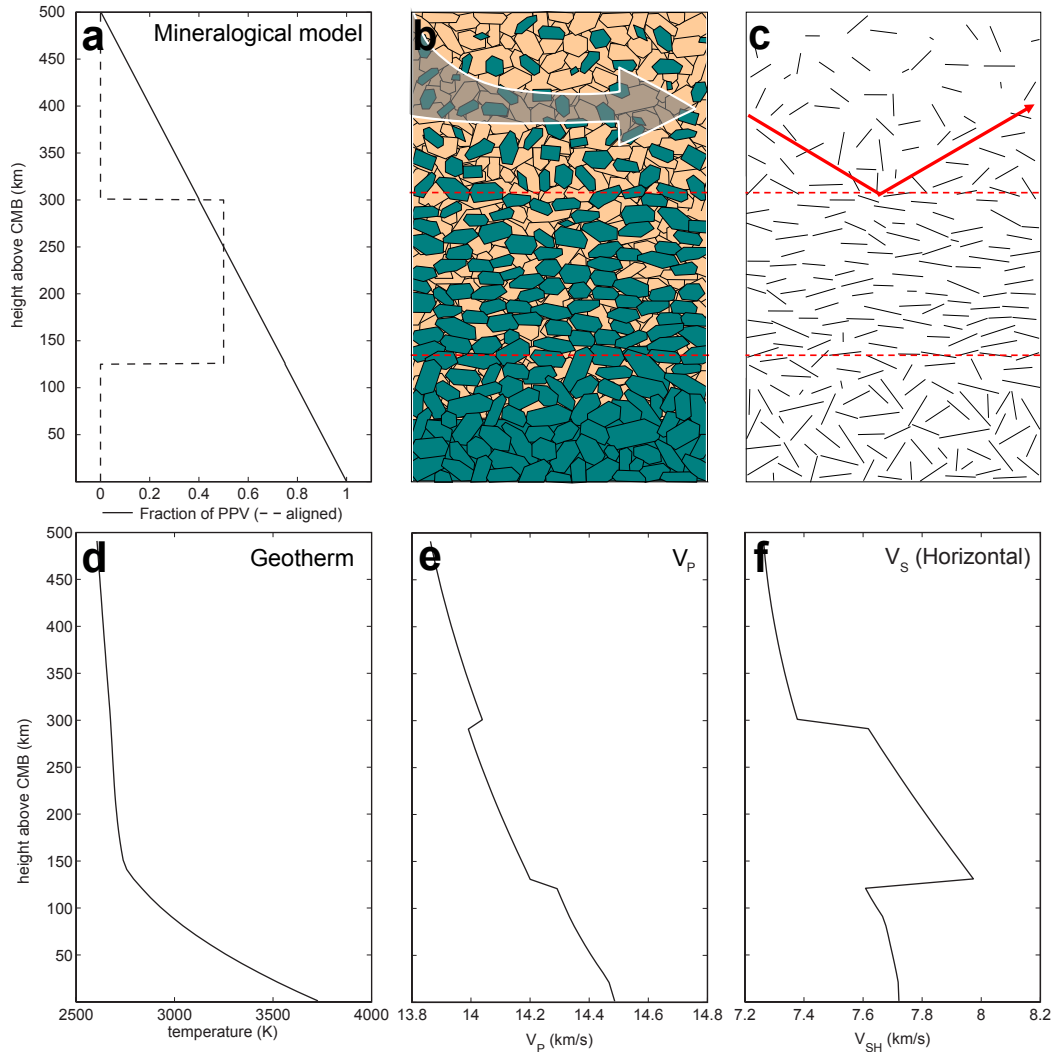 a Mineralogical model
height above CMB (km)
500
450
400
350
300
250
200
150
100
50
0 0.2 0.4 0.6 0.8 1
Fraction of PPV (– – aligned)
b
c
d Geotherm
height above CMB (km)
500
450
400
350
300
250
200
150
100
50
2500 3000 3500 4000
temperature (K)
e V_P
13.8 14 14.2 14.4 14.6 14.8
V_P (km/s)
f V_S (Horizontal)
7.2 7.4 7.6 7.8 8 8.2
V_SH (km/s)